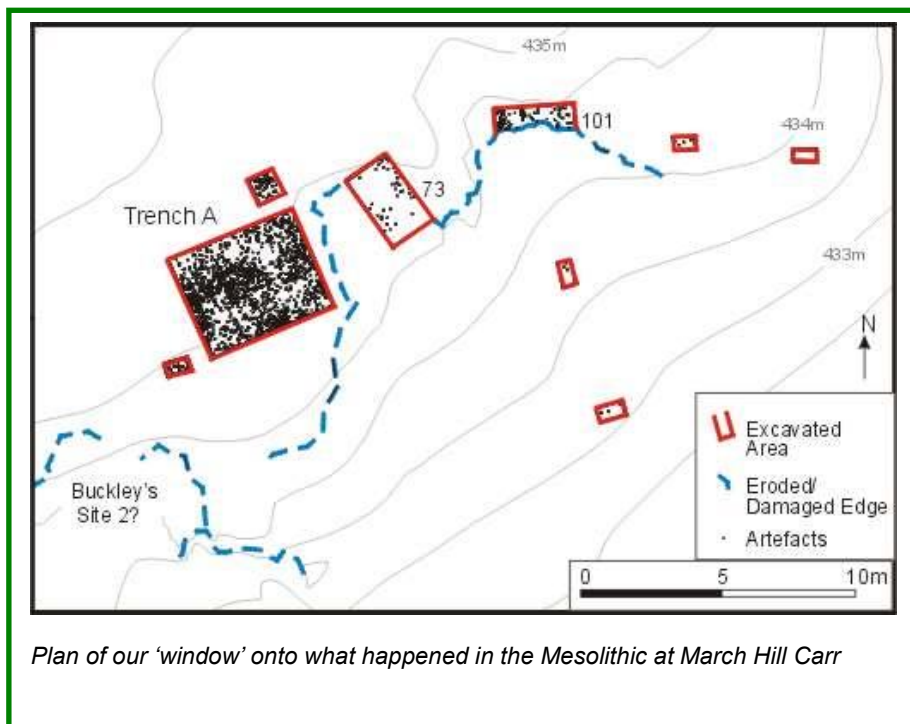 435m
101
434m
73
Trench A
433m
N
Excavated
Area
Buckley's
Site 2?
Eroded/
Damaged Edge
Artefacts
0 5 10m
Plan of our ‘window’ onto what happened in the Mesolithic at March Hill Carr